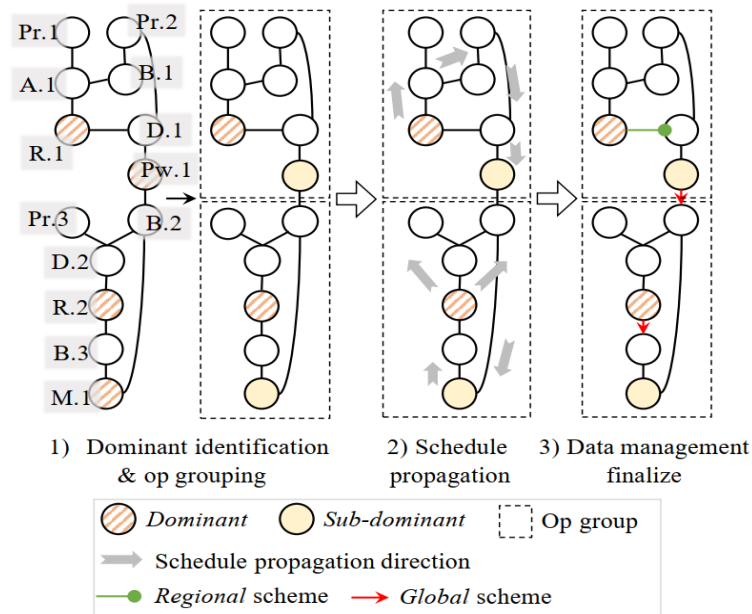 Pr.1
Pr.2
A.1
B.1
R.1
D.1
Pw.1
Pr.3
B.2
D.2
R.2
B.3
M.1
1) Dominant identification
& op grouping
2) Schedule
propagation
3) Data management
finalize
Dominant
Sub-dominant
Op group
Schedule propagation direction
Regional scheme
Global scheme